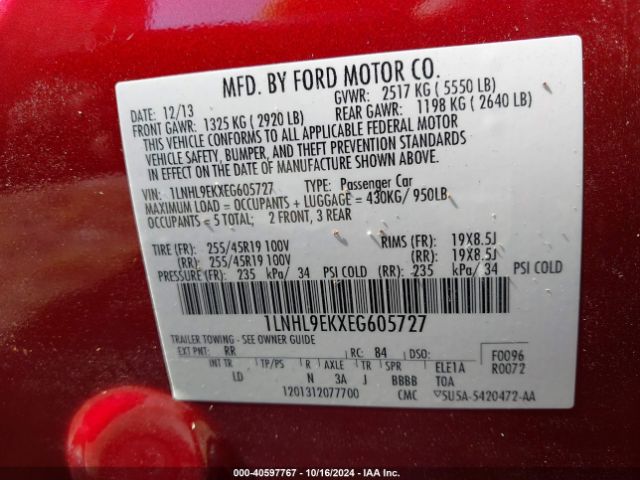 MFD. BY FORD MOTOR CO.
DATE: 12/13 GVWR: 2517 KG ( 5550 LB)
FRONT GAWR: 1325 KG ( 2920 LB) REAR GAWR: 1198 KG ( 2640 LB)
THIS VEHICLE CONFORMS TO ALL APPLICABLE FEDERAL MOTOR
VEHICLE SAFETY, BUMPER, AND THEFT PREVENTION STANDARDS
IN EFFECT ON THE DATE OF MANUFACTURE SHOWN ABOVE.
VIN: 1LNHL9EKXEG605727 TYPE: Passenger Car
MAXIMUM LOAD = OCCUPANTS + LUGGAGE = 430KG/ 950LB
OCCUPANTS = 5 TOTAL; 2 FRONT, 3 REAR
TIRE (FR): 255/45R19 100V RIMS (FR): 19X8.5J
(RR): 255/45R19 100V (RR): 19X8.5J
PRESSURE (FR): 235 kPa/ 34 PSI COLD (RR): 235 kPa/ 34 PSI COLD
1LNHL9EKXEG605727
TRAILER TOWING - SEE OWNER GUIDE
EXT PNT: RR RC: 84 DSO: F0096
INT TR TP/PS R AXLE TR SPR ELE1A R0072
LD N 3A J BBBB TOA
1201312077700 CMC 5U5A-5420472-AA
000-40597767 - 10/16/2024 - IAA Inc.